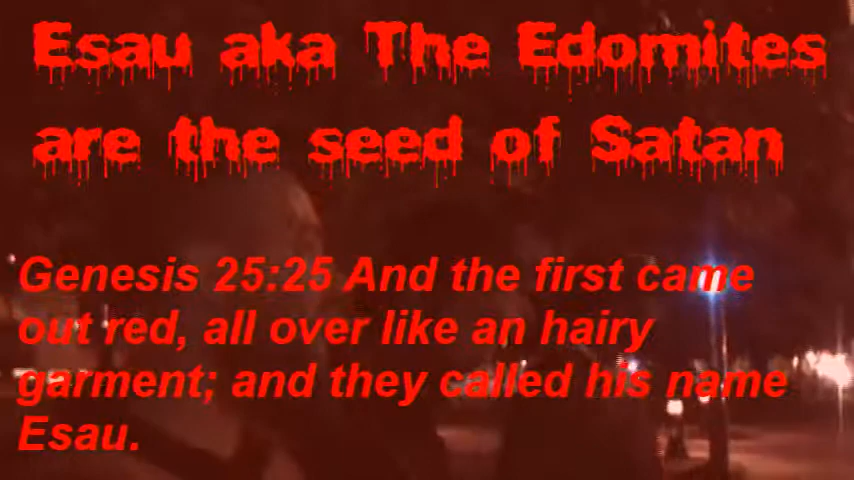 Esau aka The Edomites
are the seed of Satan
Genesis 25:25 And the first came
out red, all over like an hairy
garment; and they called his name
Esau.